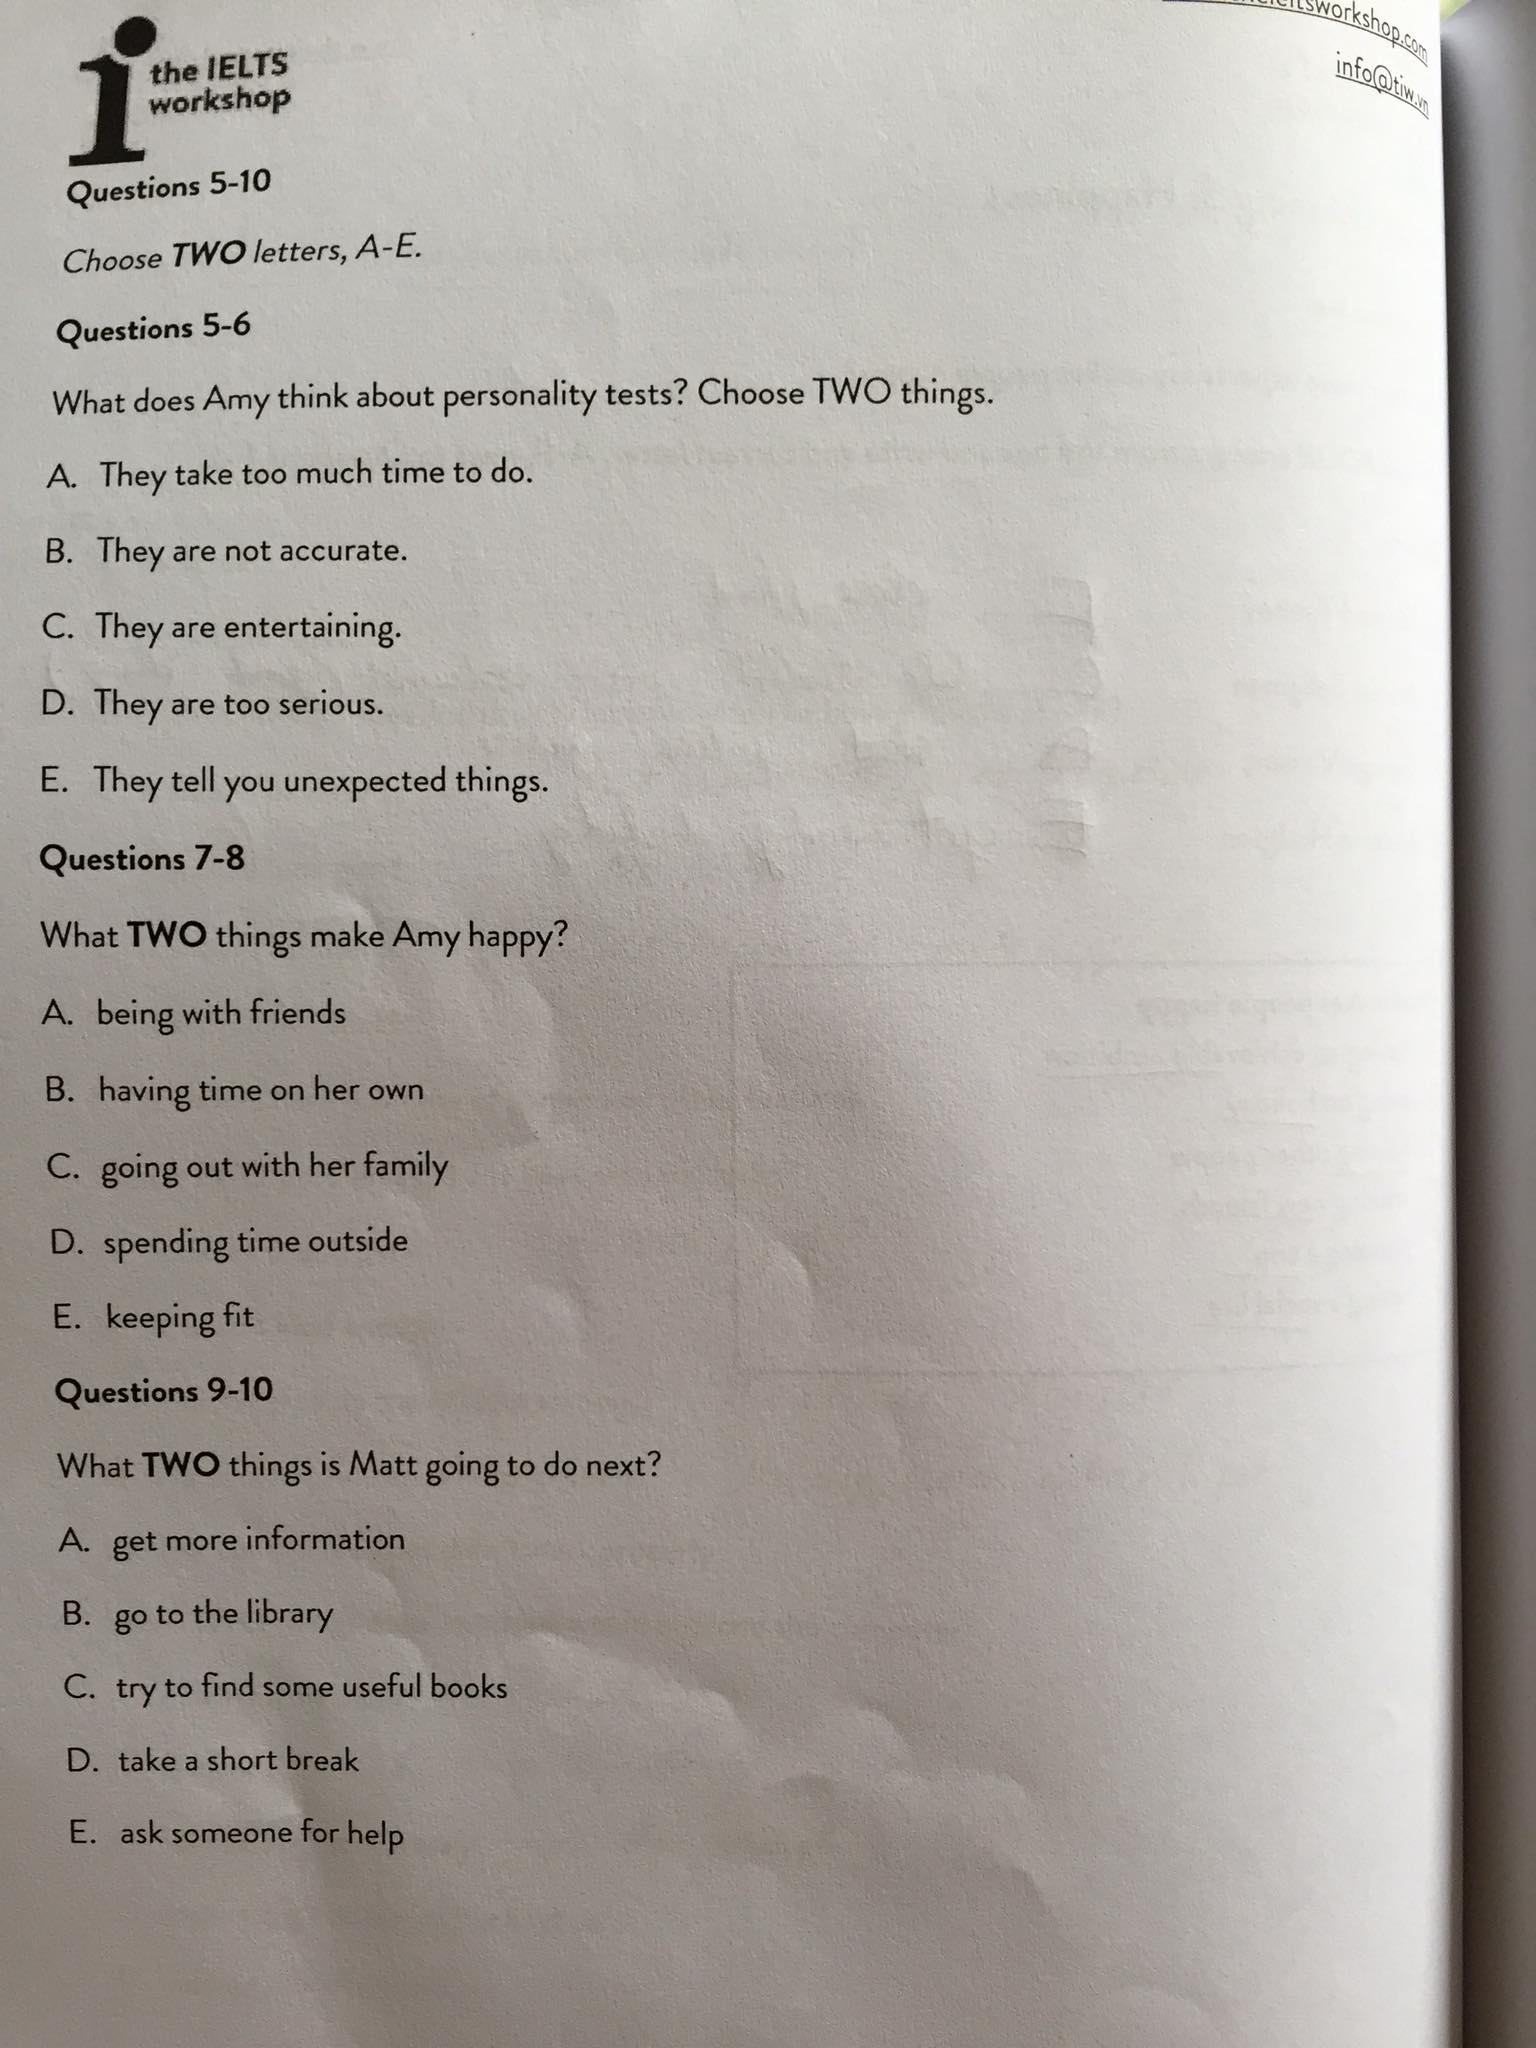 the IELTS
workshop
info@tiw.vn
Questions 5-10
Choose TWO letters, A-E.
Questions 5-6
What does Amy think about personality tests? Choose TWO things.
A. They take too much time to do.
B. They are not accurate.
C. They are entertaining.
D. They are too serious.
E. They tell you unexpected things.
Questions 7-8
What TWO things make Amy happy?
A. being with friends
B. having time on her own
C. going out with her family
D. spending time outside
E. keeping fit
Questions 9-10
What TWO things is Matt going to do next?
A. get more information
B. go to the library
C. try to find some useful books
D. take a short break
E. ask someone for help